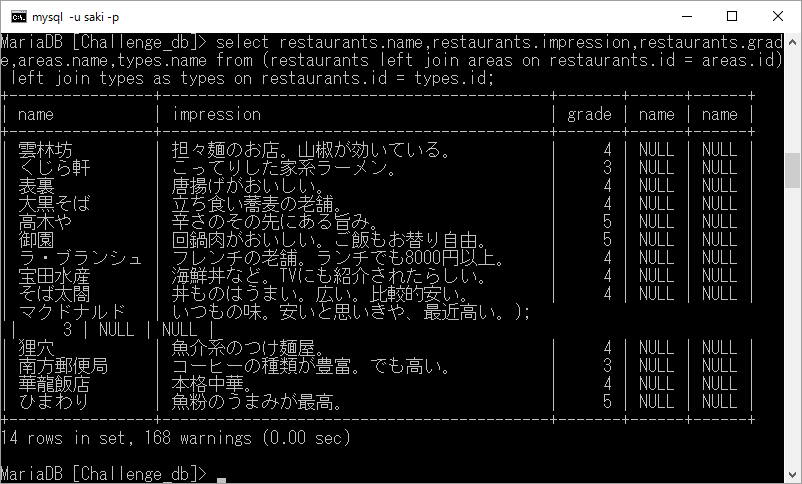 mysql -u saki -p
MariaDB [Challenge_db]> select restaurants.name,restaurants.impression,restaurants.grad
e,areas.name,types.name from (restaurants left join areas on restaurants.id = areas.id)
left join types as types on restaurants.id = types.id;
+---------------+------------------------------------------+-------+------+------+
| name | impression | grade | name | name |
+---------------+------------------------------------------+-------+------+------+
| 雲林坊 | 担々麺のお店。山椒が効いている。 | 4 | NULL | NULL |
| くじら軒 | こってりした家系ラーメン。 | 3 | NULL | NULL |
| 表裏 | 唐揚げがおいしい。 | 4 | NULL | NULL |
| 大黒そば | 立ち食い蕎麦の老舗。 | 4 | NULL | NULL |
| 高木や | 辛さのその先にある旨み。 | 5 | NULL | NULL |
| 御園 | 回鍋肉がおいしい。ご飯もお替り自由。 | 5 | NULL | NULL |
| ラ・ブランシュ | フレンチの老舗。ランチでも8000円以上。 | 4 | NULL | NULL |
| 宝田水産 | 海鮮丼など。TVにも紹介されたらしい。 | 4 | NULL | NULL |
| そば太閤 | 丼ものはうまい。広い。比較的安い。 | 4 | NULL | NULL |
| マクドナルド | いつもの味。安いと思いきや、最近高い。);
| 3 | NULL | NULL |
| 狸穴 | 魚介系のつけ麺屋。 | 4 | NULL | NULL |
| 南方郵便局 | コーヒーの種類が豊富。でも高い。 | 3 | NULL | NULL |
| 華龍飯店 | 本格中華。 | 4 | NULL | NULL |
| ひまわり | 魚粉のうまみが最高。 | 5 | NULL | NULL |
+---------------+------------------------------------------+-------+------+------+
14 rows in set, 168 warnings (0.00 sec)
MariaDB [Challenge_db]>